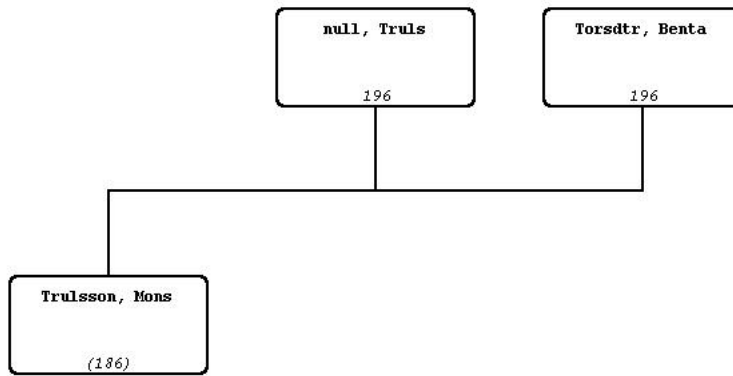 null, Truls
196
Torsdtr, Benta
196
Trulsson, Mons
(186)